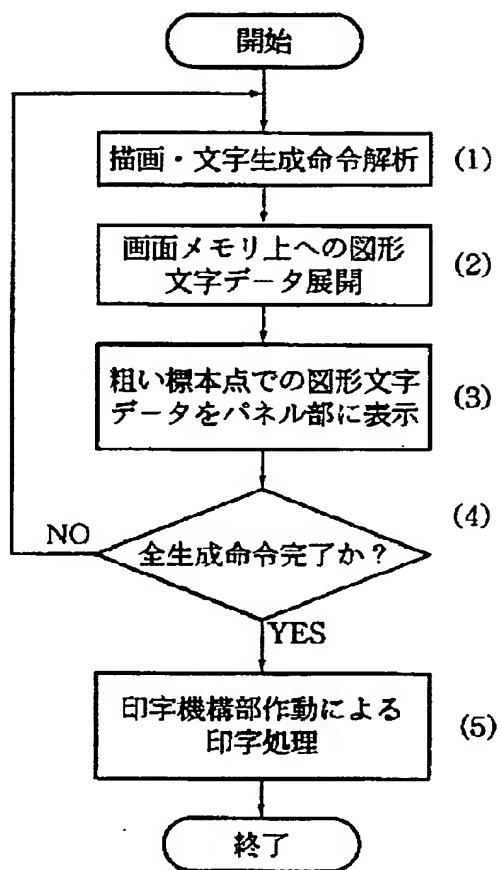 開始
描画・文字生成命令解析 (1)
画面メモリ上への図形
文字データ展開
(2)
粗い標本点での図形文字
データをパネル部に表示
(3)
(4)
NO
全生成命令完了か?
YES
印字機構部作動による
印字処理
(5)
終了